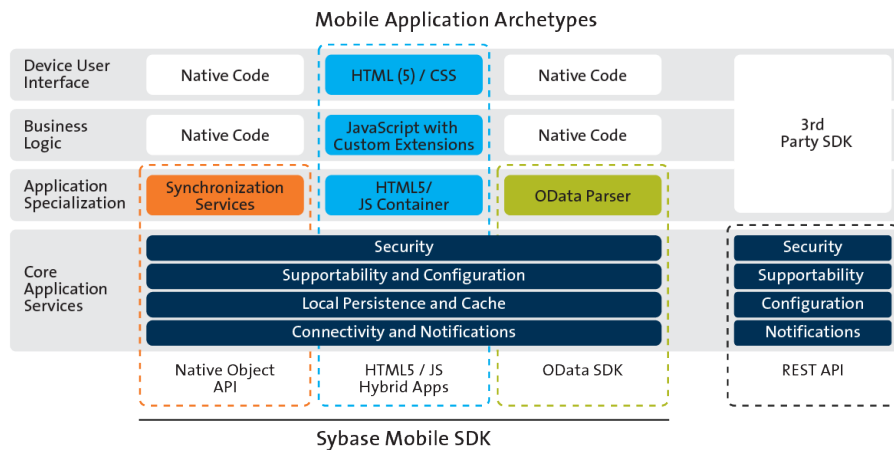 Mobile Application Archetypes
Device User
Interface
Native Code
HTML (5) / CSS
Native Code
Business
Logic
Native Code
JavaScript with
Custom Extensions
Native Code
3rd
Party SDK
Application
Specialization
Synchronization
Services
HTML5/
JS Container
OData Parser
Core
Application
Services
Security
Supportability and Configuration
Local Persistence and Cache
Connectivity and Notifications
Security
Supportability
Configuration
Notifications
Native Object
API
HTML5 / JS
Hybrid Apps
OData SDK
REST API
Sybase Mobile SDK